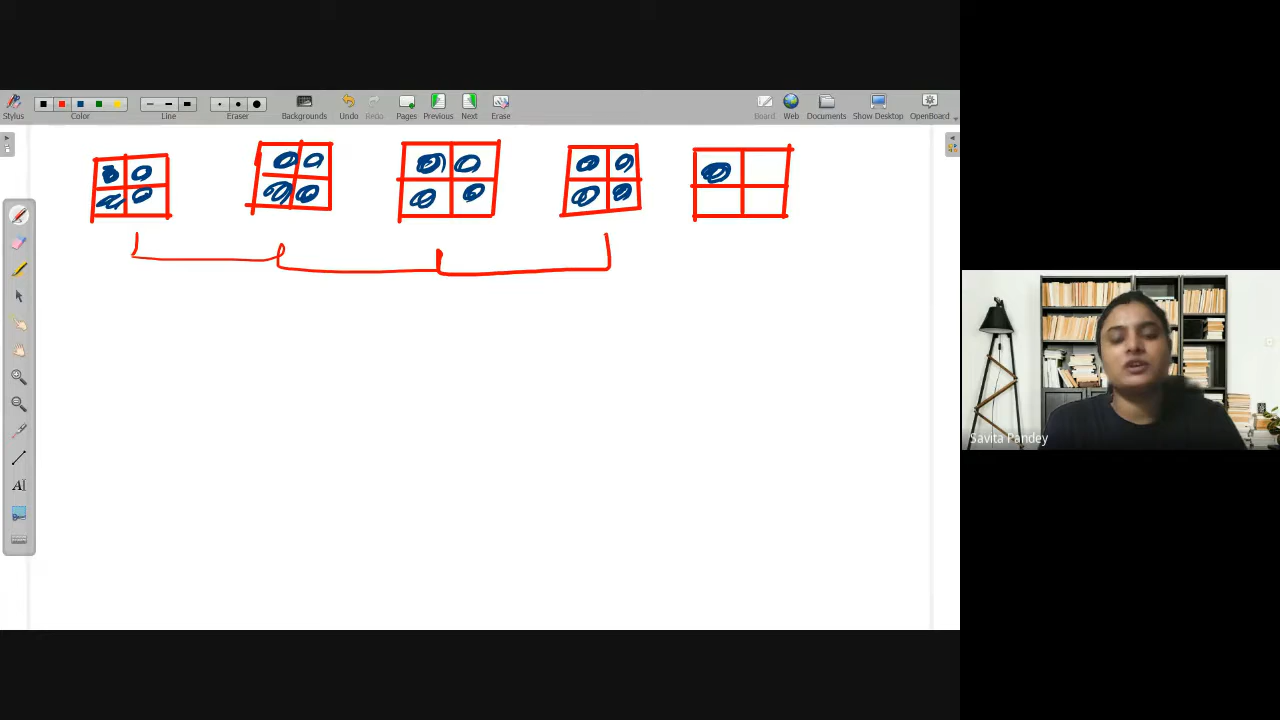 Stylus Color Line Eraser Backgrounds Undo Redo Pages Previous Next Erase Board Web Documents Show Desktop OpenBoard
AI
Savita Pandey